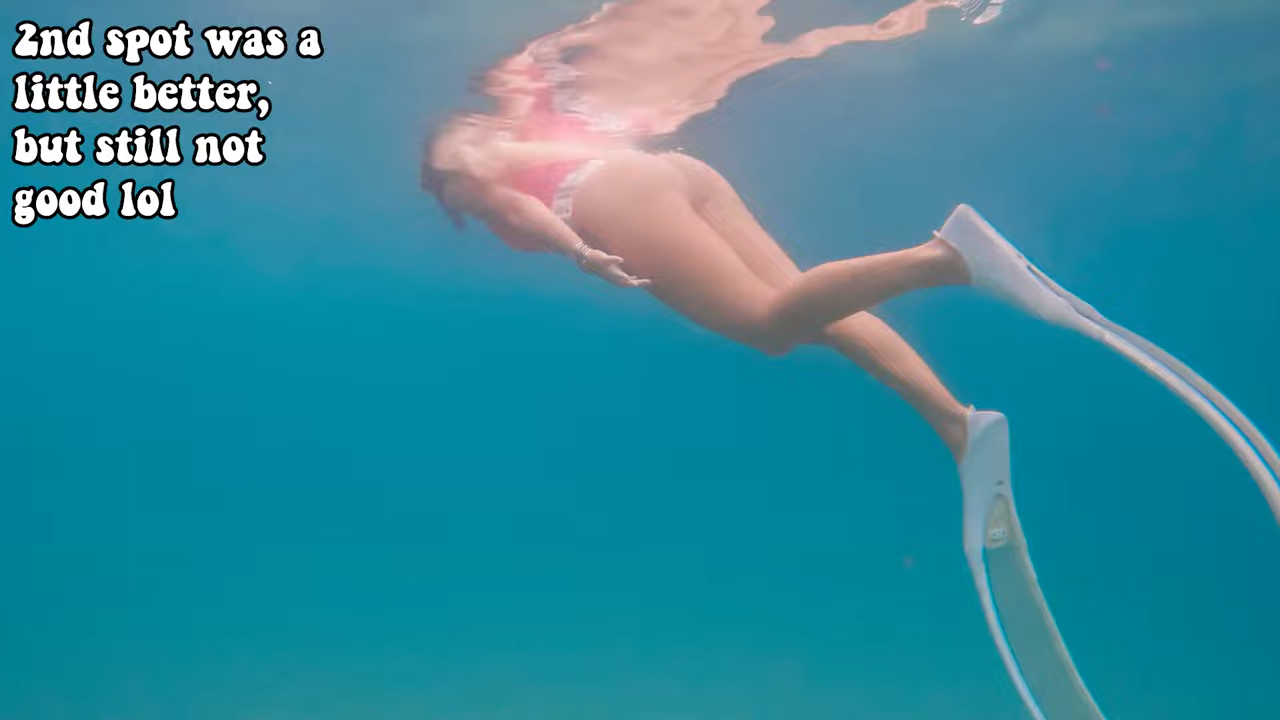 2nd spot was a
little better,
but still not
good lol